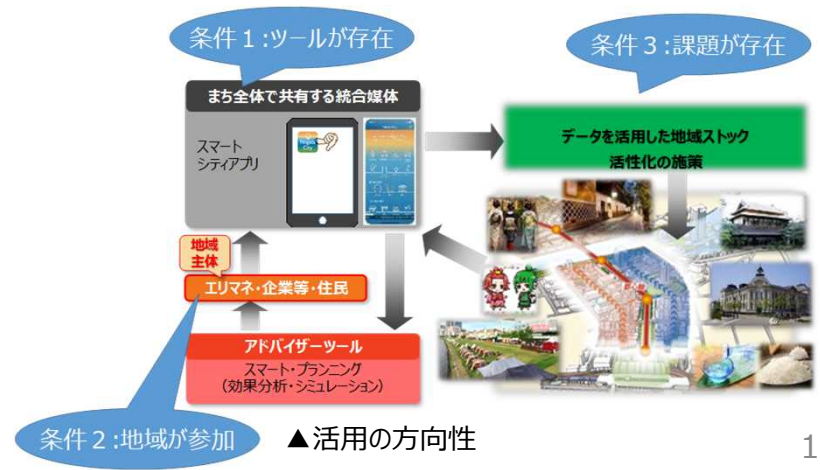 条件１:ツールが存在
条件３:課題が存在
まち全体で共有する統合媒体
スマート
シティアプリ
データを活用した地域ストック
活性化の施策
地域
主体
エリマネ・企業等・住民
アドバイザーツール
スマート・プランニング
（効果分析・シミュレーション）
条件２:地域が参加
▲活用の方向性
1